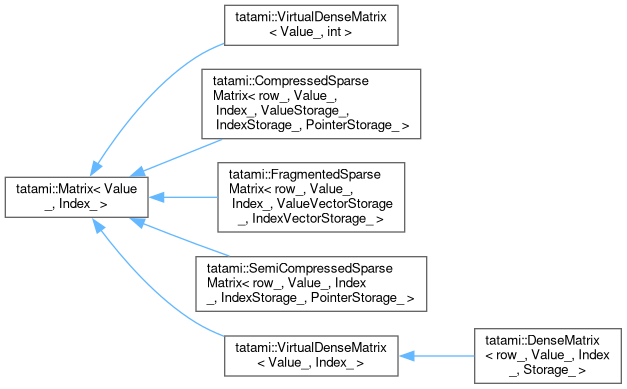 tatami::VirtualDenseMatrix
< Value_, int >
tatami::CompressedSparse
Matrix< row_, Value_,
Index_, ValueStorage_,
IndexStorage_, PointerStorage_ >
tatami::Matrix< Value
_, Index_ >
tatami::FragmentedSparse
Matrix< row_, Value_,
Index_, ValueVectorStorage
_, IndexVectorStorage_ >
tatami::SemiCompressedSparse
Matrix< row_, Value_, Index
_, IndexStorage_, PointerStorage_ >
tatami::VirtualDenseMatrix
< Value_, Index_ >
tatami::DenseMatrix
< row_, Value_, Index
_, Storage_ >